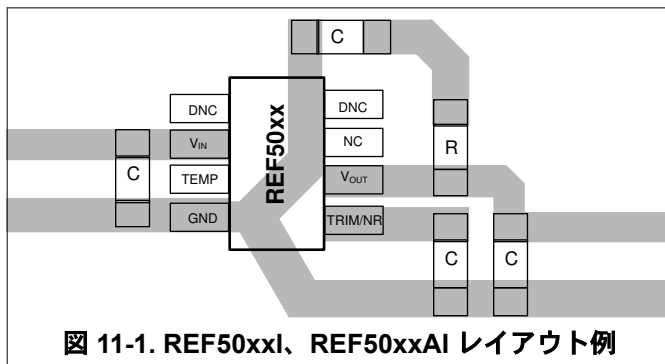 C
DNC
DNC
VIN
NC
R
C
TEMP
VOUT
GND
TRIM/NR
REF50xx
C
C
図 11-1. REF50xxI、REF50xxAI レイアウト例